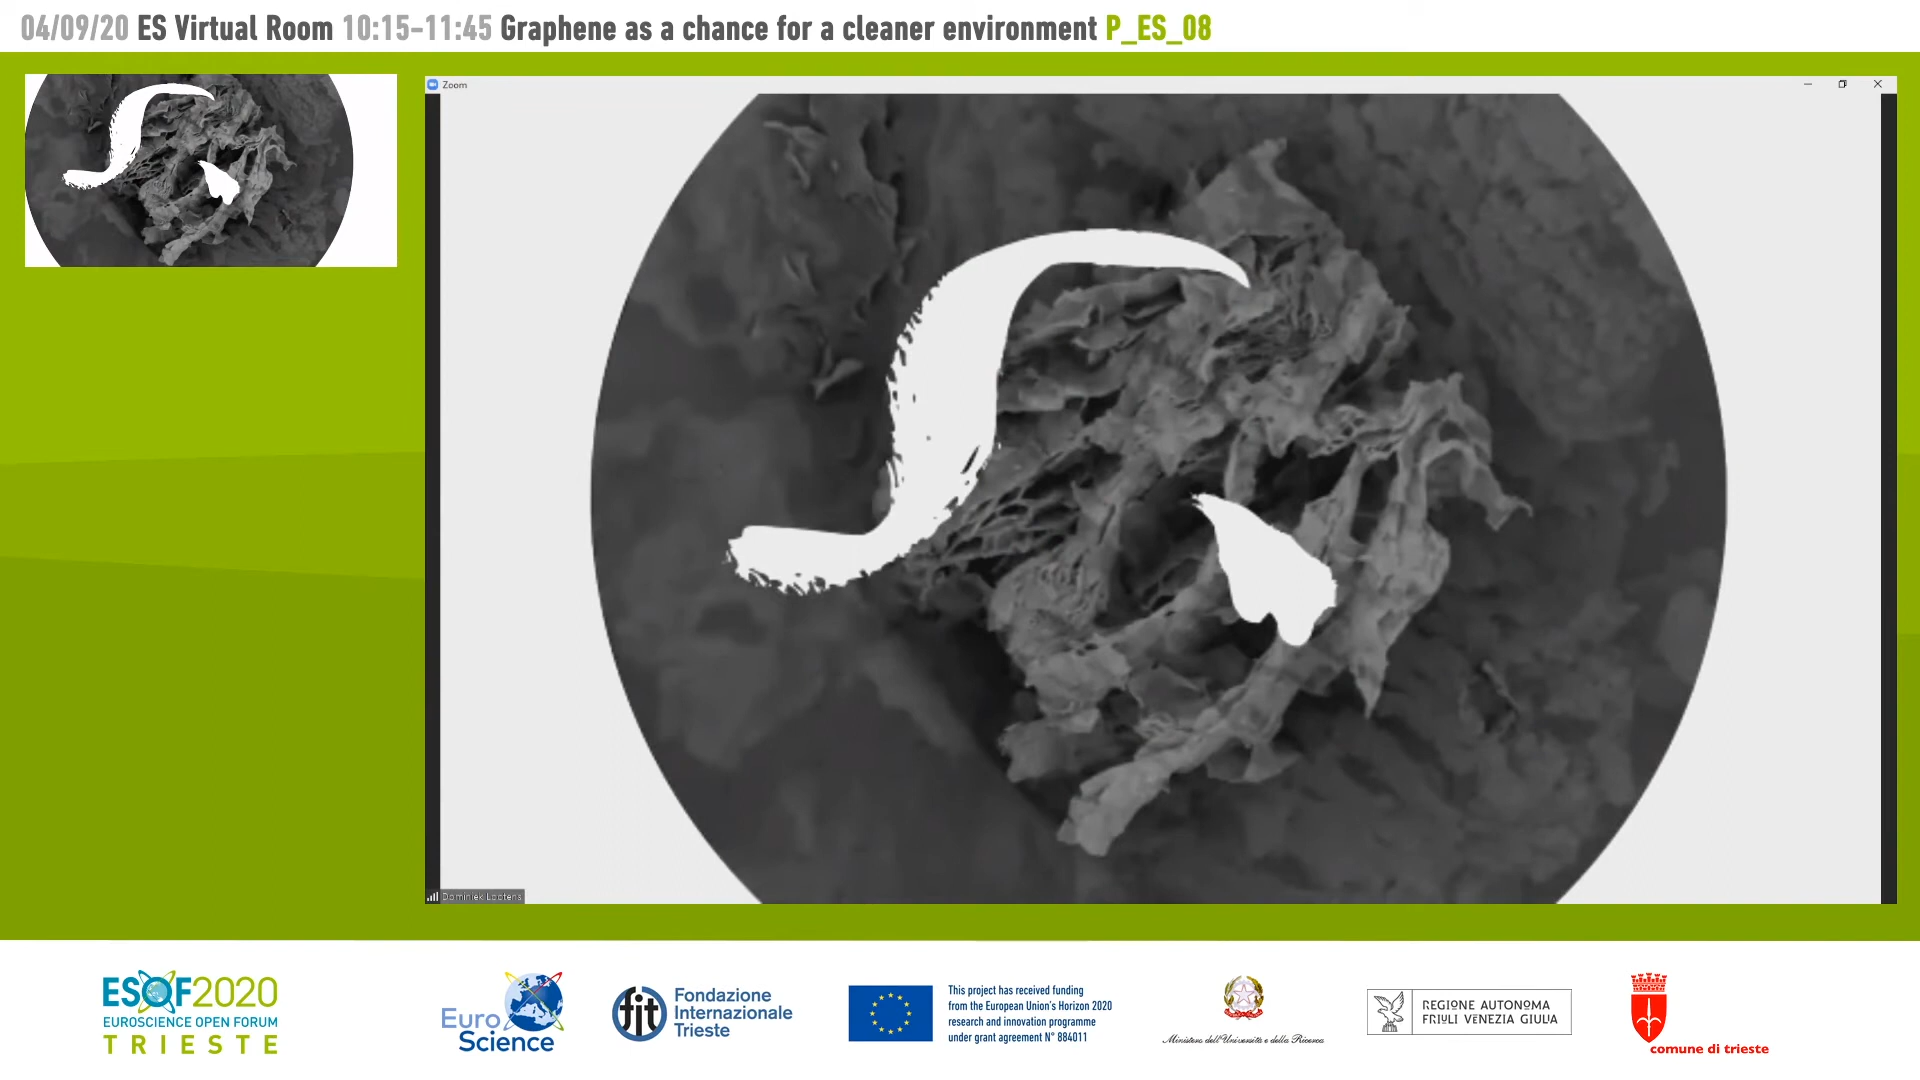 04/09/20 ES Virtual Room 10:15-11:45 Graphene as a chance for a cleaner environment P_ES_08
Zoom
Dominiek Lootens
ESOF2020
EUROSCIENCE OPEN FORUM
TRIESTE
Euro
Science
fit
Fondazione
Internazionale
Trieste
This project has received funding
from the European Union's Horizon 2020
research and innovation programme
under grant agreement N° 884011
Ministero dell'Università e della Ricerca
REGIONE AUTONOMA
FRIULI VENEZIA GIULIA
comune di trieste